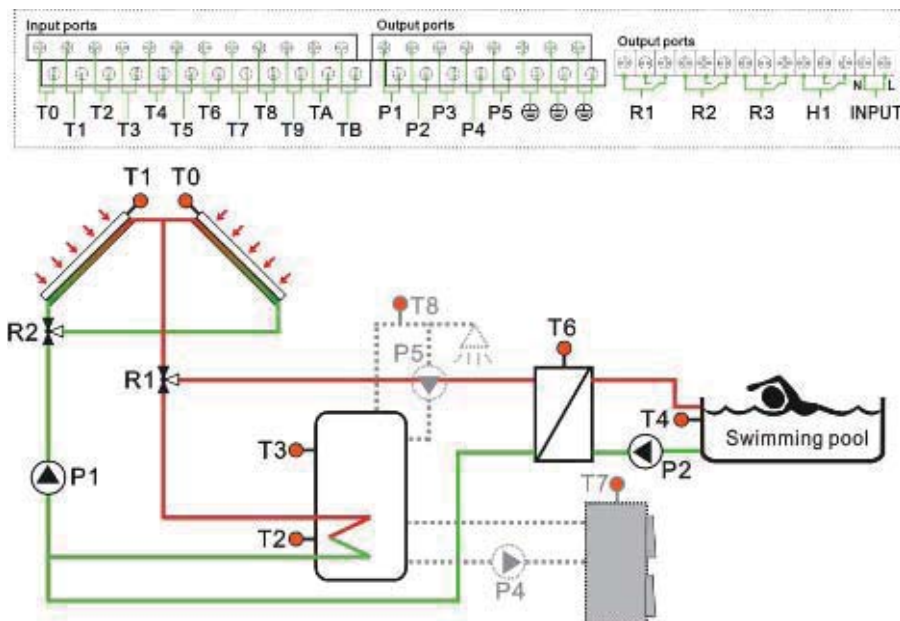 Input ports
Output ports
Output ports
T0 T2 T4 T6 T8 TA P1 P3 P5
T1 T3 T5 T7 T9 TB P2 P4
R1 R2 R3 H1 INPUT
N L
T1 T0
R2
T8
P5
T6
R1
T4
Swimming pool
T3
P1
P2
T7
T2
P4